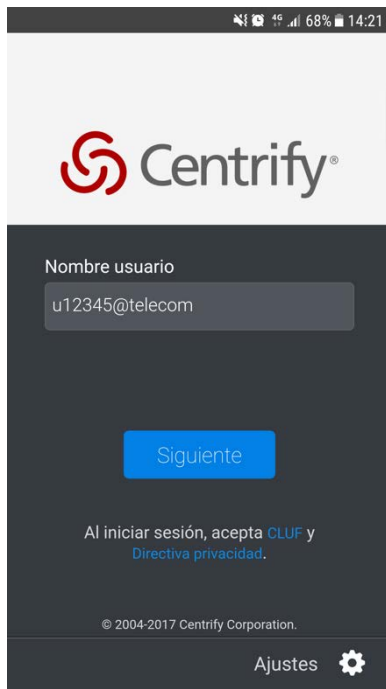 4G 68% 14:21
Centrify®
Nombre usuario
u12345@telecom
Siguiente
Al iniciar sesión, acepta CLUF y
Directiva privacidad.
© 2004-2017 Centrify Corporation.
Ajustes